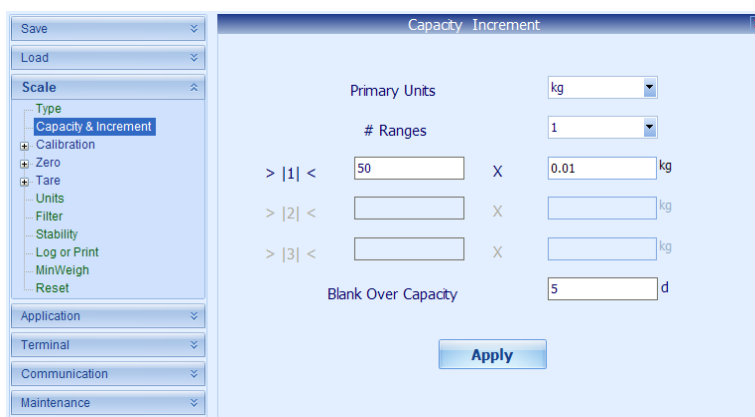 Save
Load
Scale
Type
Capacity & Increment
Calibration
Zero
Tare
Units
Filter
Stability
Log or Print
MinWeigh
Reset
Application
Terminal
Communication
Maintenance
Capacity Increment
Primary Units kg
# Ranges 1
> |1| < 50 X 0.01 kg
> |2| < X kg
> |3| < X kg
Blank Over Capacity 5 d
Apply